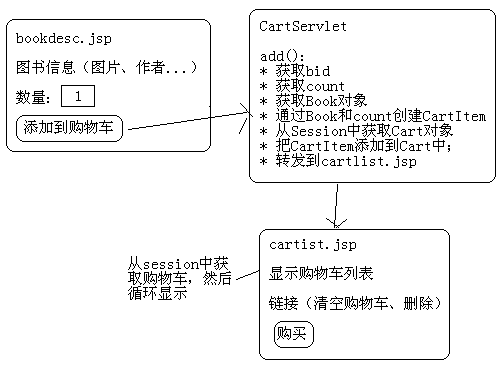 bookdesc.jsp
图书信息（图片、作者...）
数量： 1
添加到购物车
CartServlet
add():
* 获取bid
* 获取count
* 获取Book对象
* 通过Book和count创建CartItem
* 从Session中获取Cart对象
* 把CartItem添加到Cart中；
* 转发到cartlist.jsp
从session中获
取购物车，然后
循环显示
cartist.jsp
显示购物车列表
链接（清空购物车、删除）
购买